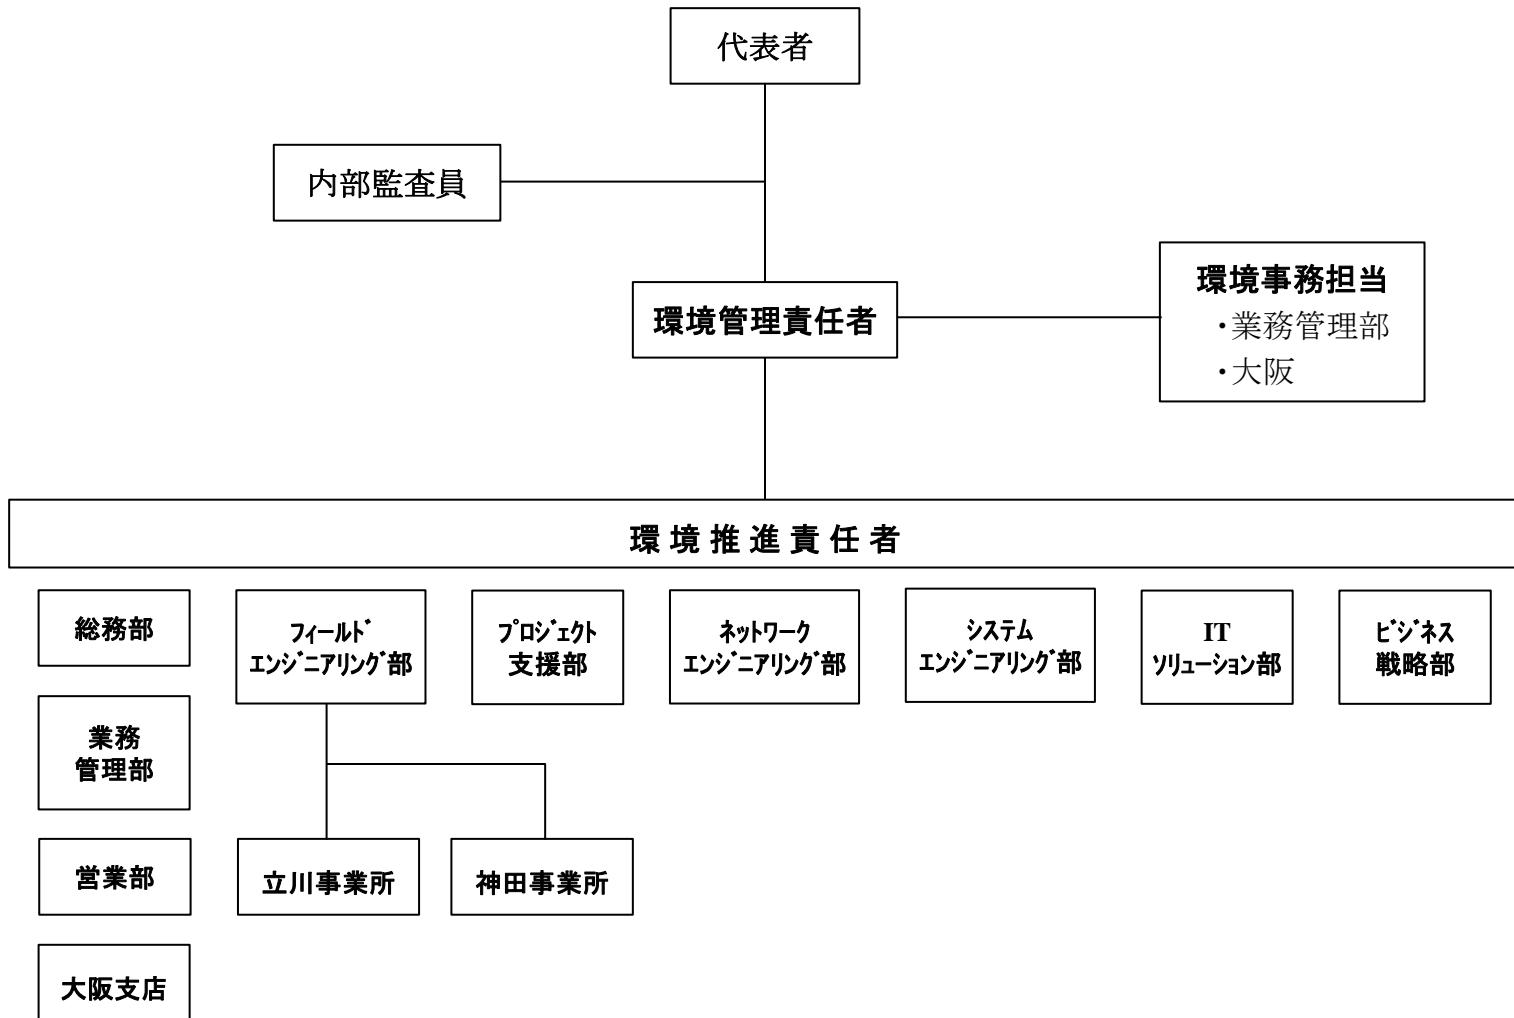 代表者
内部監査員
環境管理責任者
環境事務担当
・業務管理部
・大阪
環境推進責任者
総務部
フィールド
エンジニアリング部
プロジェクト
支援部
ネットワーク
エンジニアリング部
システム
エンジニアリング部
IT
ソリューション部
ビジネス
戦略部
業務
管理部
営業部
立川事業所
神田事業所
大阪支店